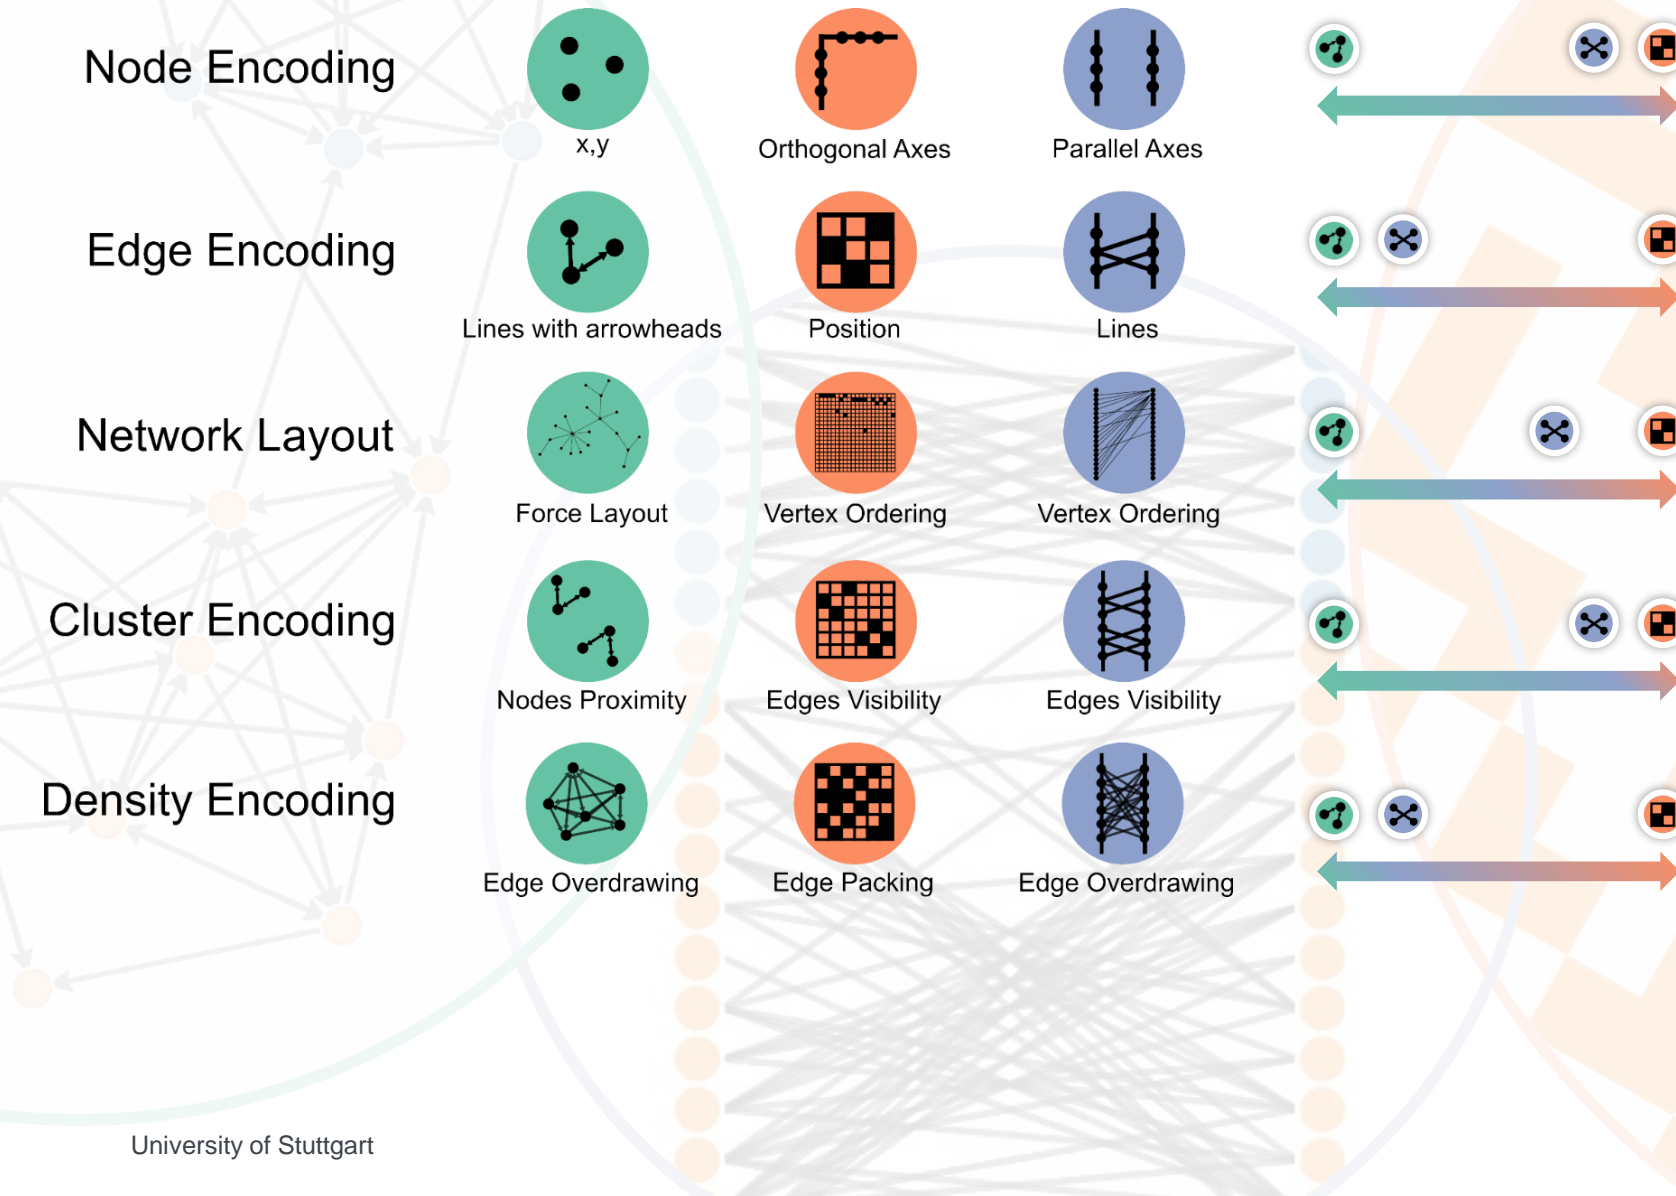 Node Encoding
x,y
Orthogonal Axes
Parallel Axes
Edge Encoding
Lines with arrowheads
Position
Lines
Network Layout
Force Layout
Vertex Ordering
Vertex Ordering
Cluster Encoding
Nodes Proximity
Edges Visibility
Edges Visibility
Density Encoding
Edge Overdrawing
Edge Packing
Edge Overdrawing
University of Stuttgart